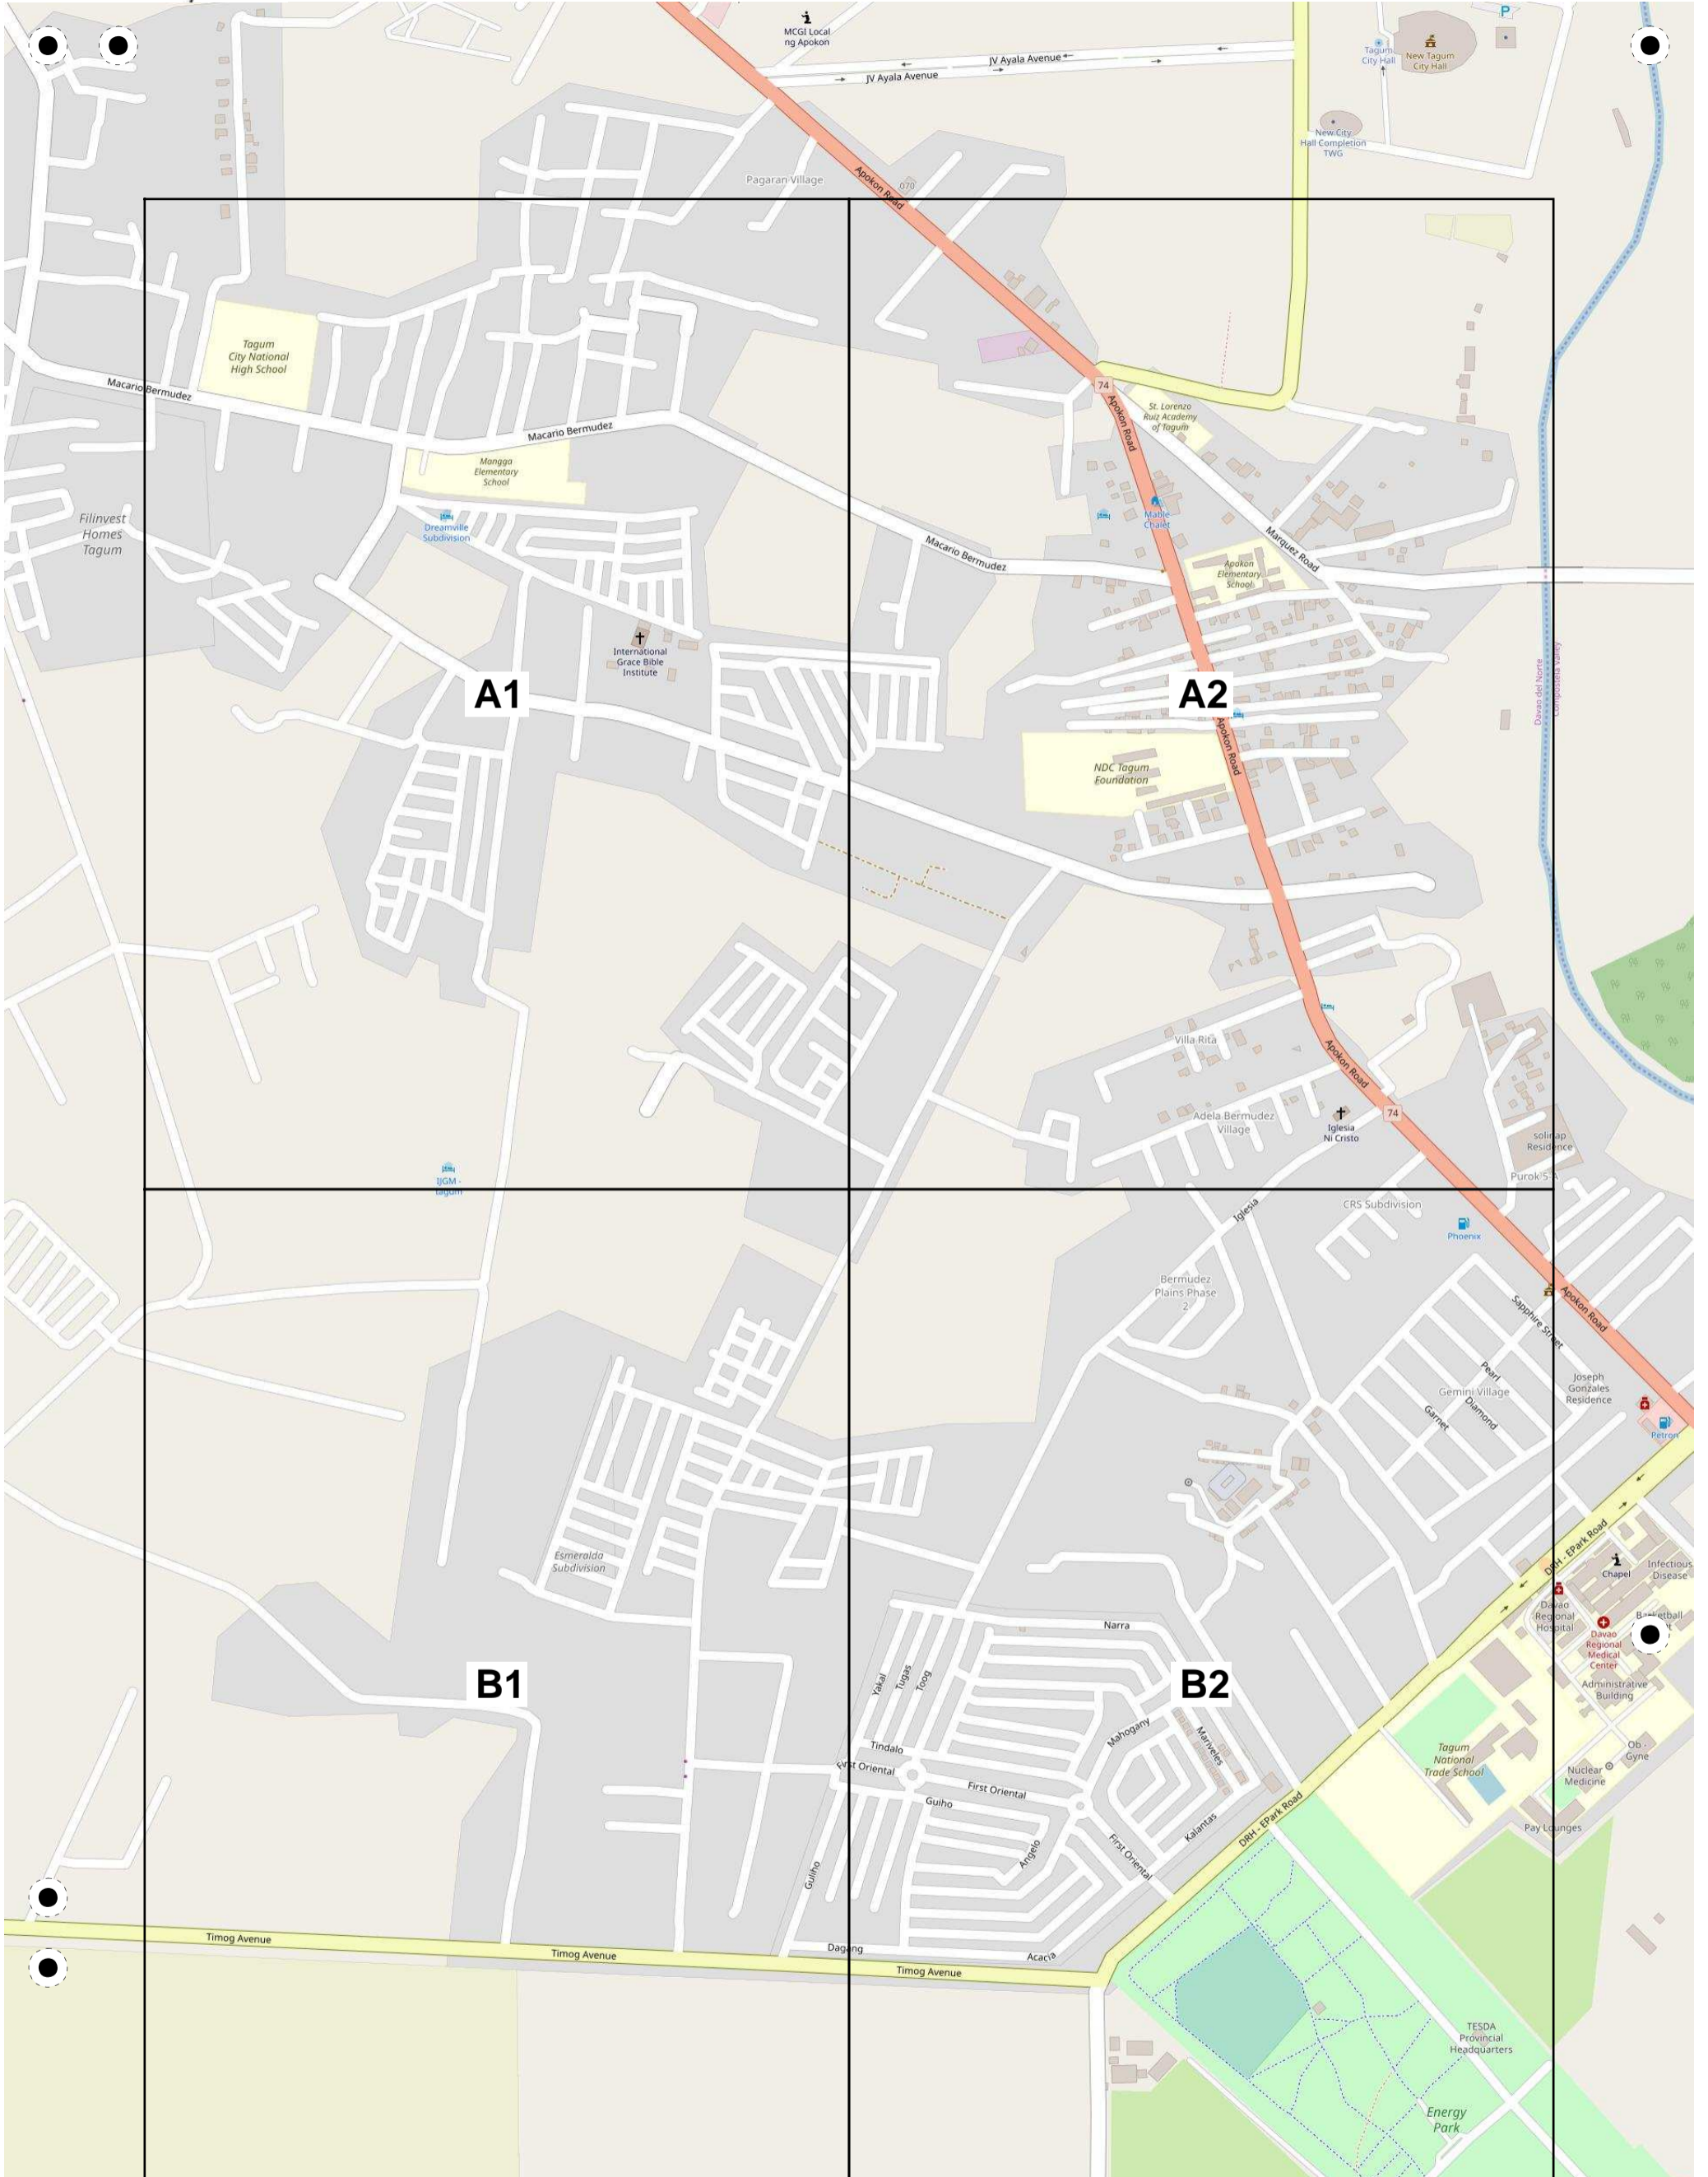 MCGI Local
ng Apokon
P
Tagum
City Hall
New Tagum
City Hall
JV Ayala Avenue
JV Ayala Avenue
New City
Hall Completion
TWG
Pagaran Village
Apokon Road
070
Tagum
City National
High School
Macario Bermudez
74
Apokon Road
St. Lorenzo
Ruiz Academy
of Tagum
Macario Bermudez
Mangga
Elementary
School
Filinvest
Homes
Tagum
Dreamville
Subdivision
Mable
Chalet
Macario Bermudez
Marquez Road
Apokon
Elementary
School
International
Grace Bible
Institute
Davao del Norte
Compostela Valley
A1
A2
Apokon Road
NDC Tagum
Foundation
Villa Rita
Apokon Road
Adela Bermudez
Village
Iglesia
Ni Cristo
74
solinap
Residence
IJGM -
tagum
Purok 5-A
CRS Subdivision
Iglesia
Phoenix
Bermudez
Plains Phase
2
Apokon Road
Sapphire Street
Pearl
Gemini Village
Diamond
Garnet
Joseph
Gonzales
Residence
Petron
Esmeralda
Subdivision
DRH - EPark Road
Chapel
Infectious
Disease
Davao
Regional
Hospital
Basketball
Davao
Regional
Medical
Center
Narra
Yakal
Tugas
Toog
B1
B2
Administrative
Building
Mahogany
Mariveles
Tindalo
First Oriental
First Oriental
Guiho
Tagum
National
Trade School
Ob -
Gyne
Nuclear
Medicine
Kalantas
DRH - EPark Road
Pay Lounges
Angelo
First Oriental
Guiliho
Timog Avenue
Timog Avenue
Dagang
Acacia
Timog Avenue
TESDA
Provincial
Headquarters
Energy
Park